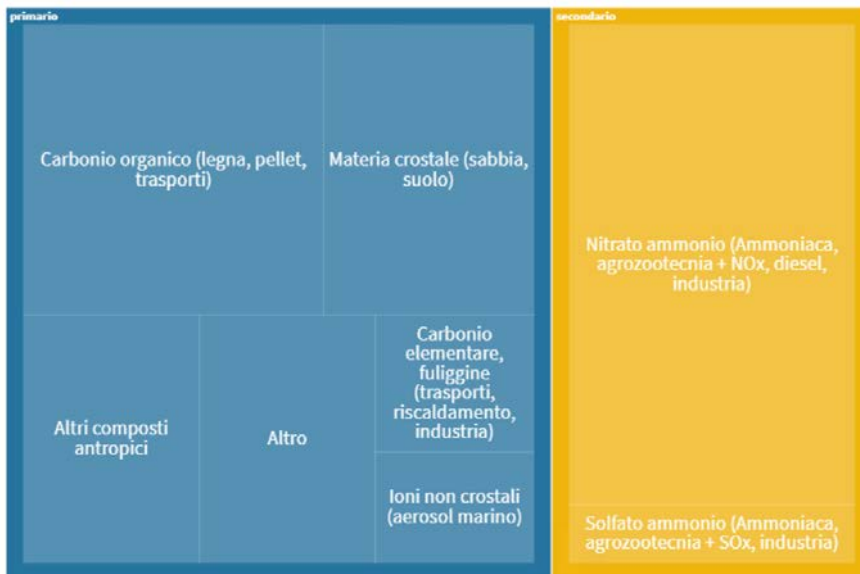 primario
secondario
Carbonio organico (legna, pellet,
trasporti)
Materia crostale (sabbia,
suolo)
Nitrato ammonio (Ammoniaca,
agrozootecnia + NOx, diesel,
industria)
Altri composti
antropici
Altro
Carbonio
elementare,
fuliggine
(trasporti,
riscaldamento,
industria)
Ioni non crostali
(aerosol marino)
Solfato ammonio (Ammoniaca,
agrozootecnia + SOx, industria)